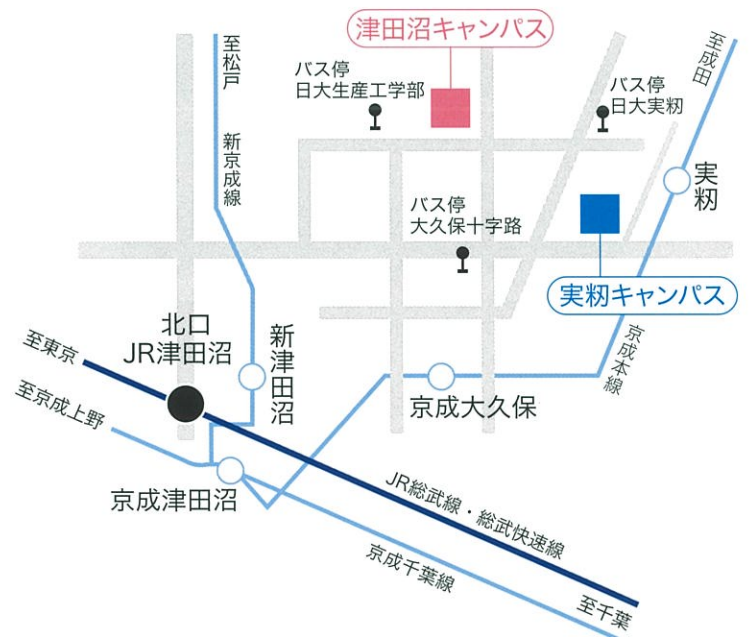 津田沼キャンパス
至松戸
新京成線
バス停
日大生産工学部
バス停
日大実籾
至成田
実籾
バス停
大久保十字路
実籾キャンパス
北口
JR津田沼
新津田沼
至東京
至京成上野
京成大久保
京成本線
京成津田沼
JR総武線・総武快速線
京成千葉線
至千葉